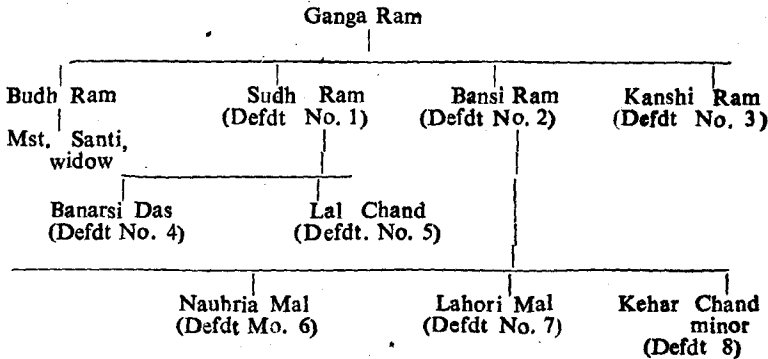 Ganga Ram
Budh Ram Sudh Ram Bansi Ram Kanshi Ram
(Defdt No. 1) (Defdt No. 2) (Defdt No. 3)
Mst. Santi,
widow
Banarsi Das Lal Chand
(Defdt No. 4) (Defdt. No. 5)
Nauhria Mal Lahori Mal Kehar Chand
(Defdt Mo. 6) (Defdt No. 7) minor
(Defdt 8)